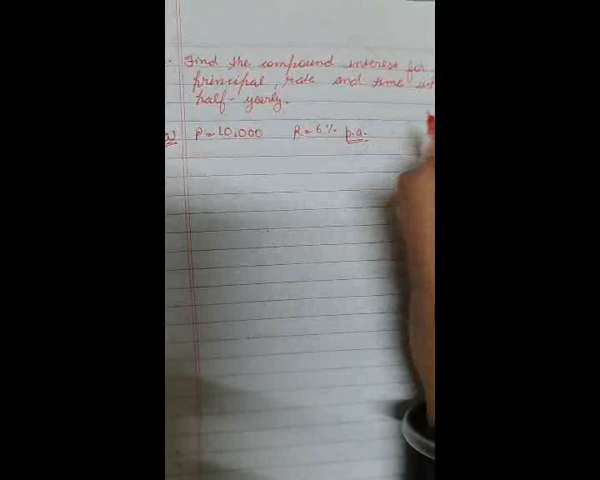 Find the compound interest for
principal, rate and time
half-yearly.
a) P = 10,000 R = 6% p.a.